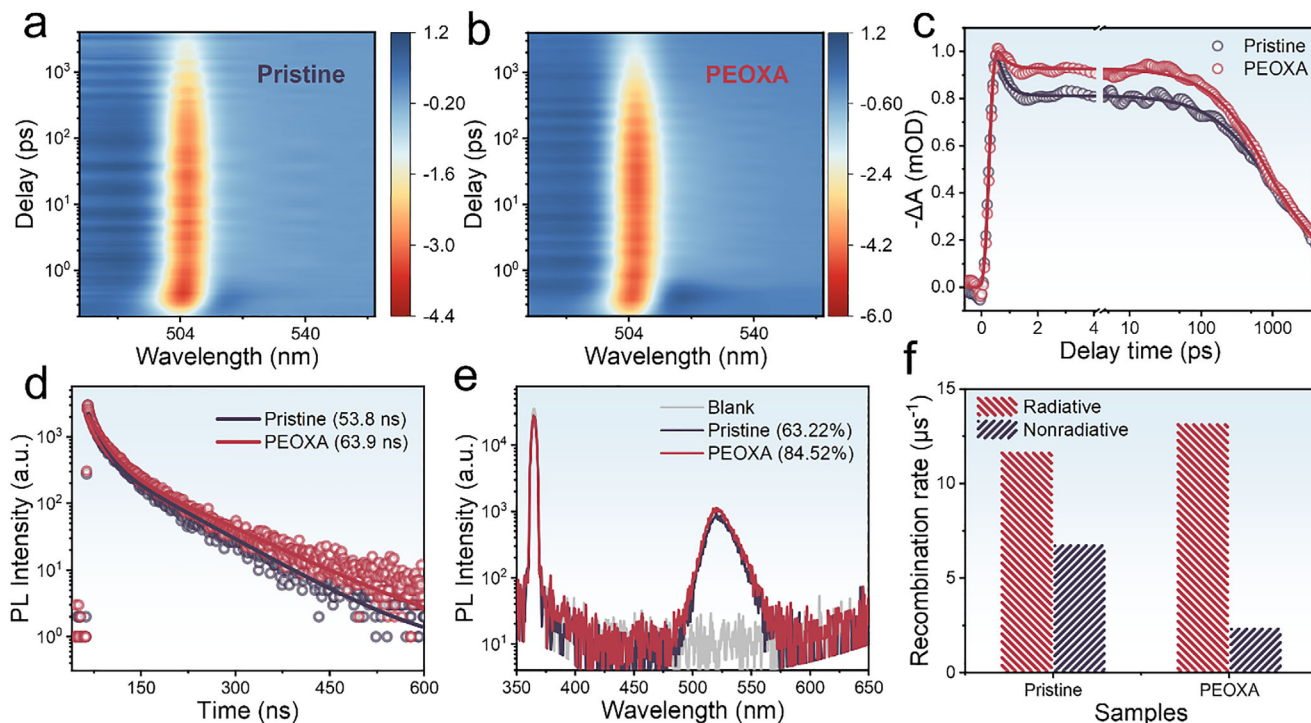 a
Pristine
Delay (ps)
10³
10²
10¹
10⁰
504
540
Wavelength (nm)
1.2
-0.20
-1.6
-3.0
-4.4
b
PEOXA
Delay (ps)
10³
10²
10¹
10⁰
504
540
Wavelength (nm)
1.2
-0.60
-2.4
-4.2
-6.0
c
Pristine
PEOXA
-ΔA (mOD)
1.0
0.8
0.6
0.4
0.2
0.0
0
2
4
10
100
1000
Delay time (ps)
d
Pristine (53.8 ns)
PEOXA (63.9 ns)
PL Intensity (a.u.)
10³
10²
10¹
10⁰
150
300
450
600
Time (ns)
e
Blank
Pristine (63.22%)
PEOXA (84.52%)
PL Intensity (a.u.)
10⁴
10³
10²
10¹
350
400
450
500
550
600
650
Wavelength (nm)
f
Radiative
Nonradiative
Recombination rate (µs⁻¹)
15
10
5
0
Pristine
PEOXA
Samples